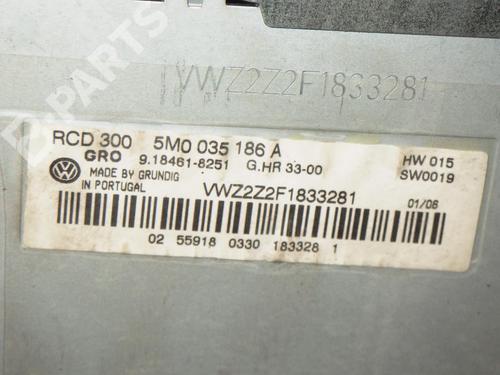 B-PARTS
VWZ2Z2F1833281
RCD 300 5M0 035 186 A
GRO 9.18461-8251 G.HR 33-00 HW 015
MADE BY GRUNDIG SW0019
IN PORTUGAL VWZ2Z2F1833281 01/06
02 55918 0330 183328 1